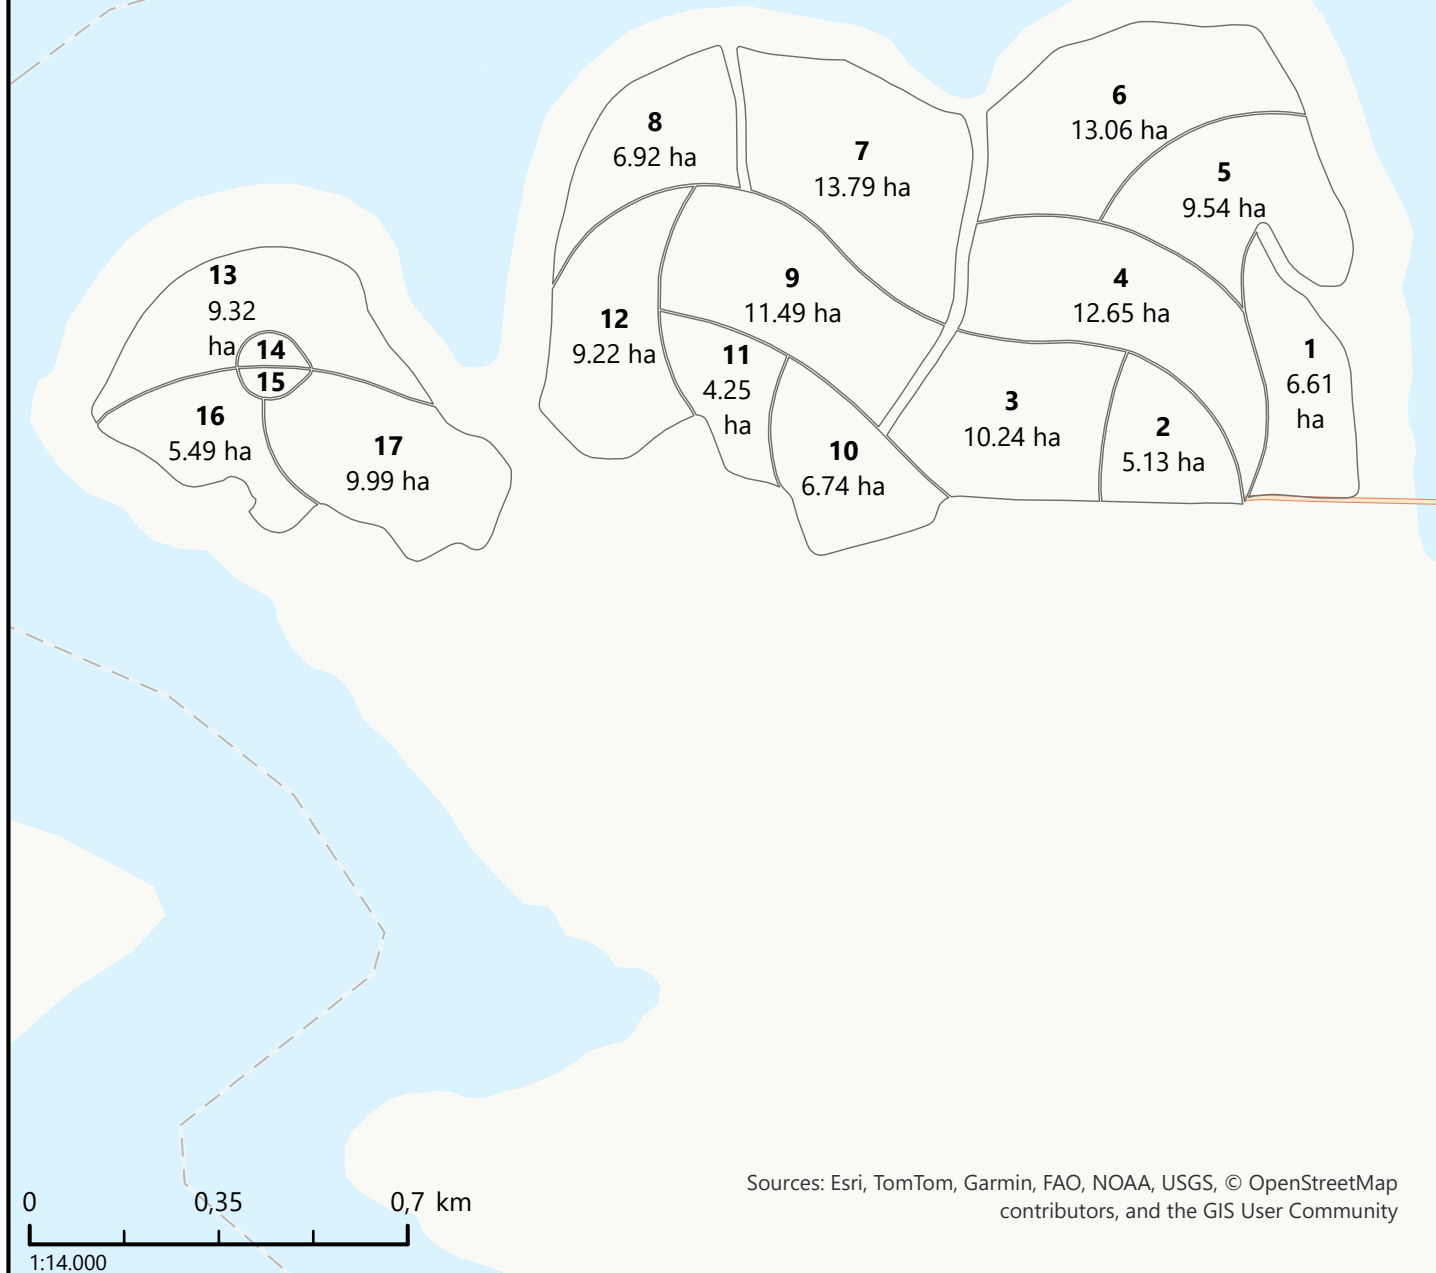 6
13.06 ha
8
6.92 ha
7
13.79 ha
5
9.54 ha
13
9.32
ha
14
15
9
11.49 ha
4
12.65 ha
12
9.22 ha
11
4.25
ha
1
6.61
ha
16
5.49 ha
17
9.99 ha
3
10.24 ha
2
5.13 ha
10
6.74 ha
0 0,35 0,7 km
1:14.000
Sources: Esri, TomTom, Garmin, FAO, NOAA, USGS, © OpenStreetMap
contributors, and the GIS User Community